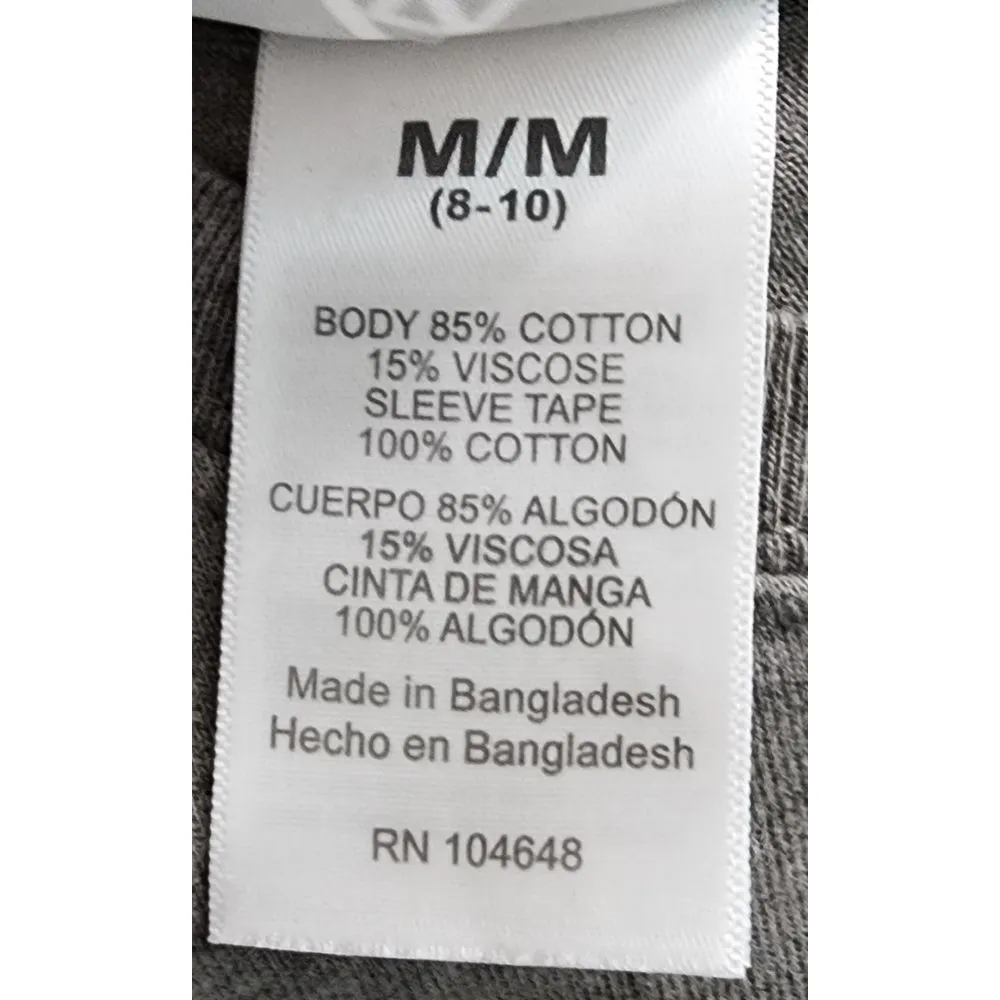 M/M
(8-10)
BODY 85% COTTON
15% VISCOSE
SLEEVE TAPE
100% COTTON
CUERPO 85% ALGODÓN
15% VISCOSA
CINTA DE MANGA
100% ALGODÓN
Made in Bangladesh
Hecho en Bangladesh
RN 104648